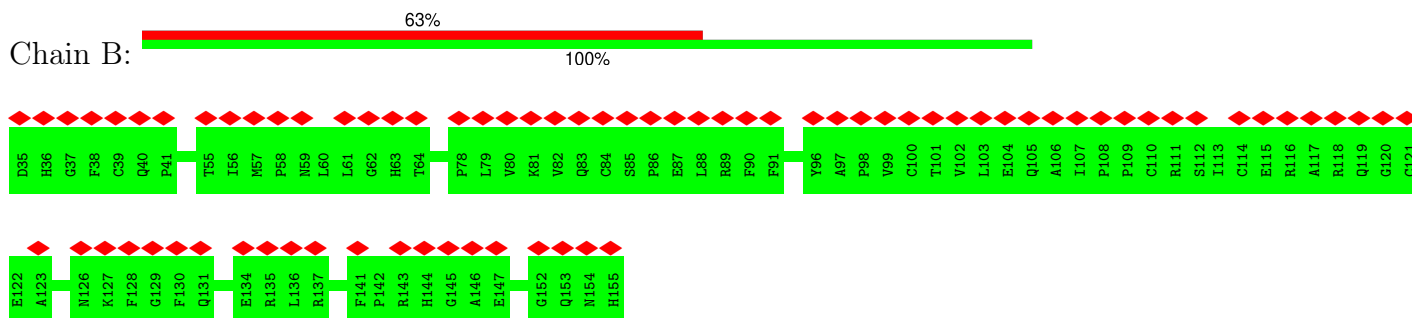 63%
Chain B:
100%
D35 H36 G37 F38 C39 Q40 P41 T55 I56 M57 P58 N59 L60 L61 G62 H63 T64 P78 L79 V80 K81 V82 Q83 C84 S85 P86 E87 L88 R89 F90 F91 Y96 A97 P98 V99 C100 T101 V102 L103 E104 Q105 A106 I107 P108 P109 C110 R111 S112 I113 C114 E115 R116 A117 R118 Q119 G120 C121
E122 A123 N126 K127 F128 G129 F130 Q131 E134 R135 L136 R137 F141 P142 R143 H144 G145 A146 E147 G152 Q153 N154 H155